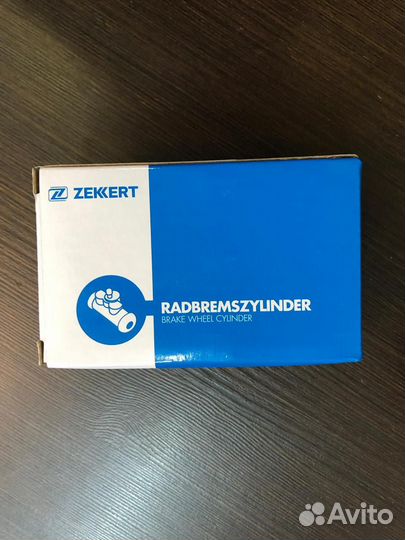 ZEKKERT
RADBREMSZYLINDER
BRAKE WHEEL CYLINDER
Avito